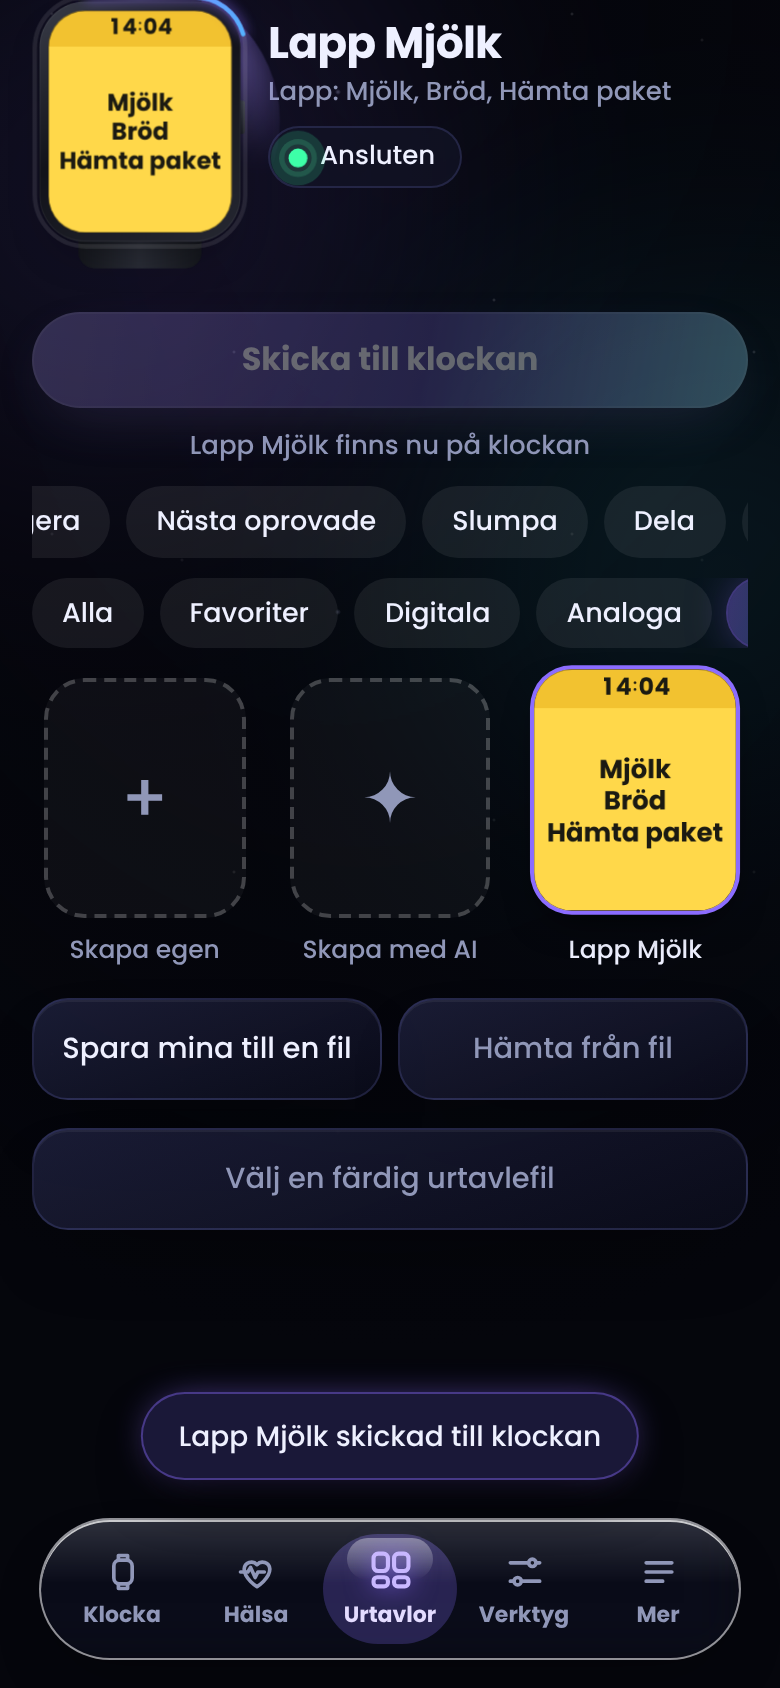 14:04
Mjölk
Bröd
Hämta paket
Lapp Mjölk
Lapp: Mjölk, Bröd, Hämta paket
Ansluten
Skicka till klockan
Lapp Mjölk finns nu på klockan
Nästa oprovade Slumpa Dela
Alla Favoriter Digitala Analoga
14:04
Mjölk
Bröd
Hämta paket
Skapa egen Skapa med AI Lapp Mjölk
Spara mina till en fil Hämta från fil
Välj en färdig urtavlefil
Lapp Mjölk skickad till klockan
Klocka Hälsa Urtavlor Verktyg Mer